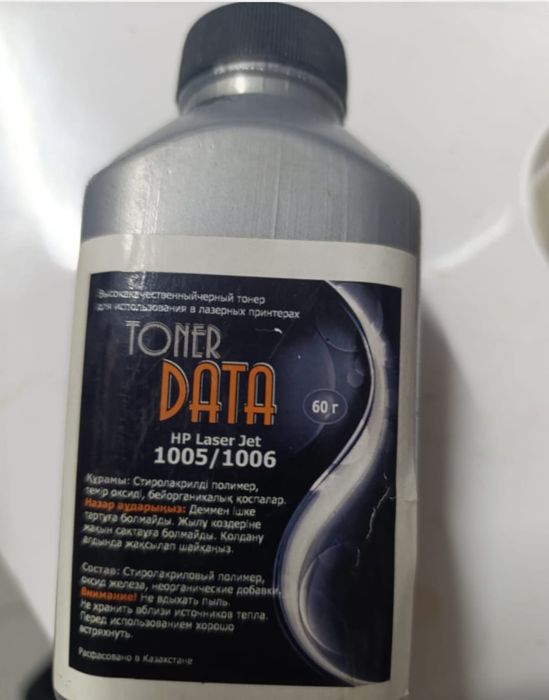 Высококачественныйчерный тонер
для использования в лазерных принтерах
TONER
DATA
60 г
HP Laser Jet
1005/1006
Құрамы: Стиролакрилді полимер,
темір оксиді, бейорганикалық қоспалар.
Назар аударыңыз: Деммен ішке
тартуға болмайды. Жылу көздеріне
жақын сақтауға болмайды. Қолдану
алдында жақсылап шайқаңыз.
Состав: Стиролакриловый полимер,
оксид железа, неорганические добавки.
Внимание! Не вдыхать пыль.
Не хранить вблизи источников тепла.
Перед использованием хорошо
встряхнуть.
Расфасовано в Казахстане